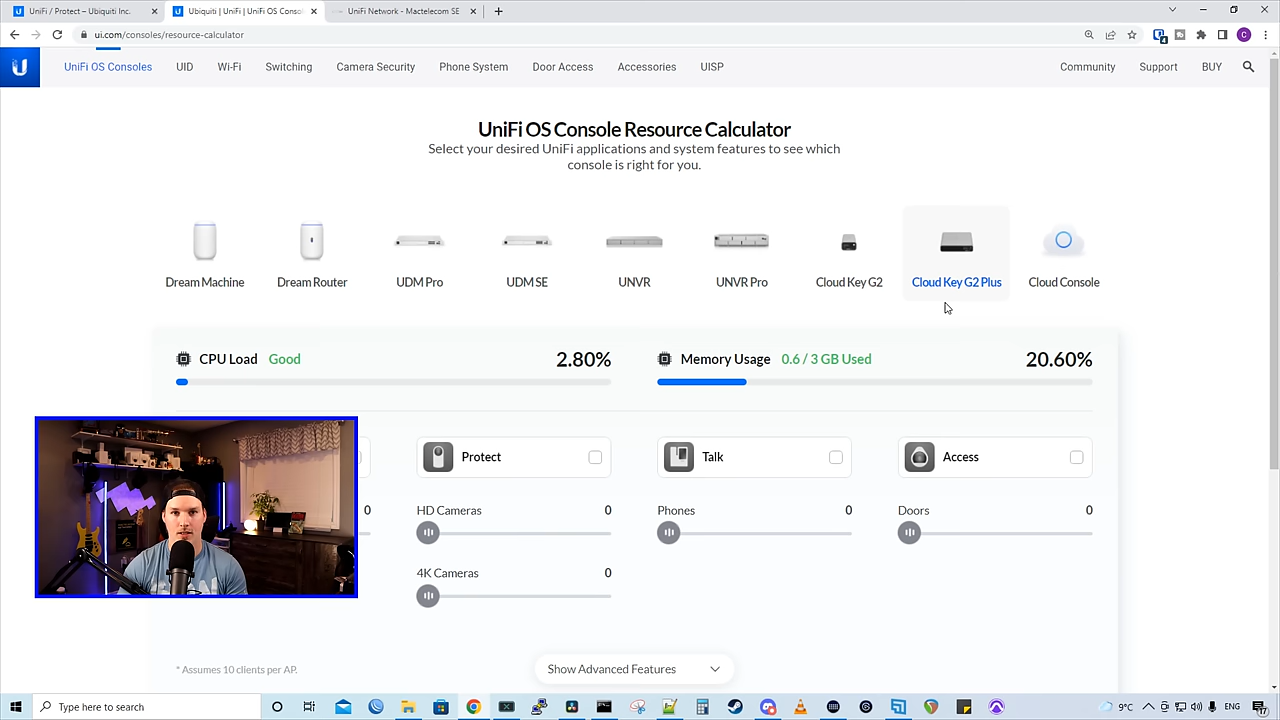 UniFi / Protect – Ubiquiti Inc.
Ubiquiti | UniFi | UniFi OS Conso
UniFi Network - Mactelecom SE
ui.com/consoles/resource-calculator
4
C
UniFi OS Consoles
UID
Wi-Fi
Switching
Camera Security
Phone System
Door Access
Accessories
UISP
Community
Support
BUY
UniFi OS Console Resource Calculator
Select your desired UniFi applications and system features to see which
console is right for you.
Dream Machine
Dream Router
UDM Pro
UDM SE
UNVR
UNVR Pro
Cloud Key G2
Cloud Key G2 Plus
Cloud Console
CPU Load Good 2.80%
Memory Usage 0.6 / 3 GB Used 20.60%
Protect
Talk
Access
0
HD Cameras 0
Phones 0
Doors 0
4K Cameras 0
* Assumes 10 clients per AP.
Show Advanced Features
Type here to search
9°C
ENG